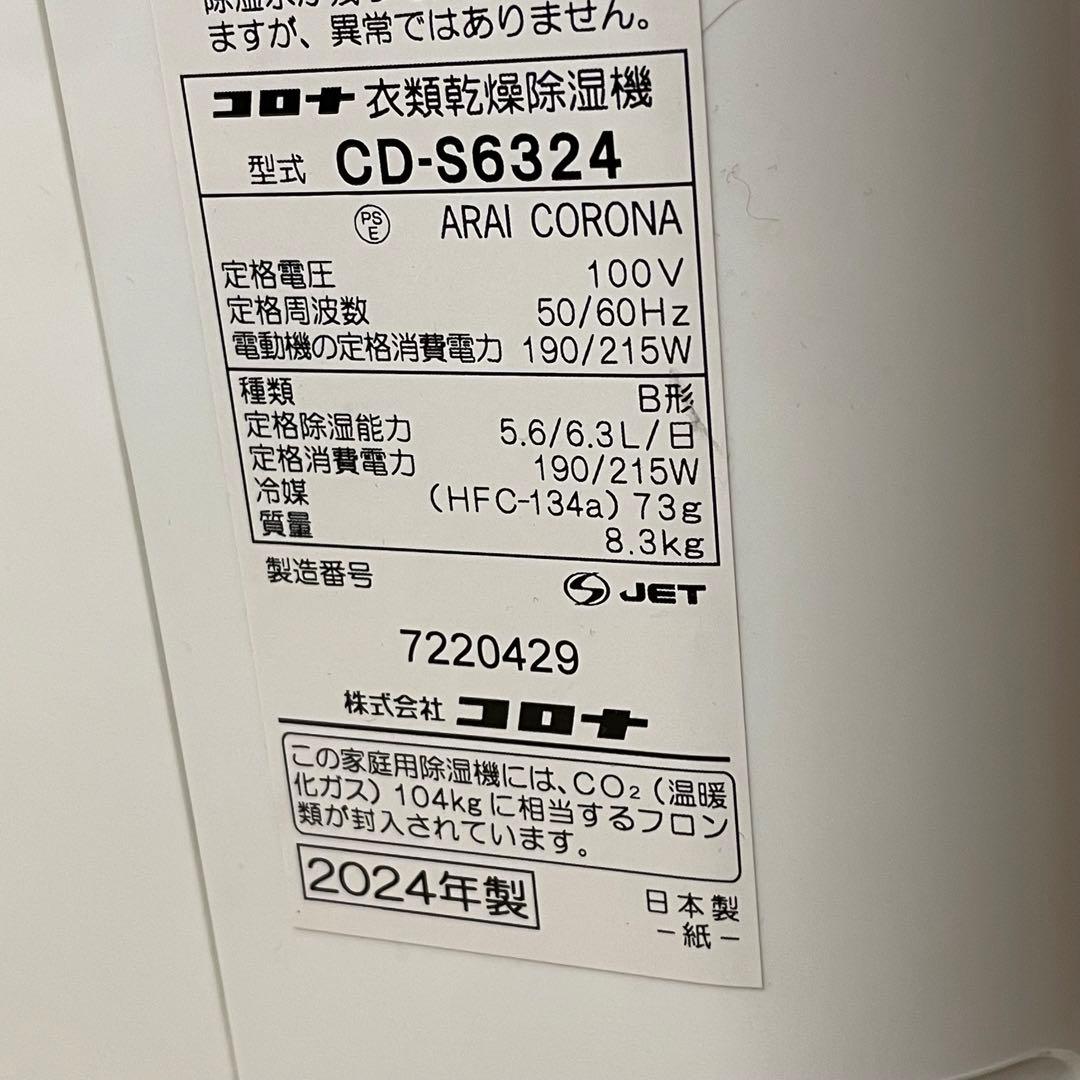 ますが、異常ではありません。
コロナ 衣類乾燥除湿機
型式 CD-S6324
PS E ARAI CORONA
定格電圧 100V
定格周波数 50/60Hz
電動機の定格消費電力 190/215W
種類 B形
定格除湿能力 5.6/6.3L/日
定格消費電力 190/215W
冷媒 (HFC-134a) 73g
質量 8.3kg
製造番号 JET
7220429
株式会社 コロナ
この家庭用除湿機には、CO₂(温暖
化ガス)104kgに相当するフロン
類が封入されています。
2024年製 日本製
-紙-